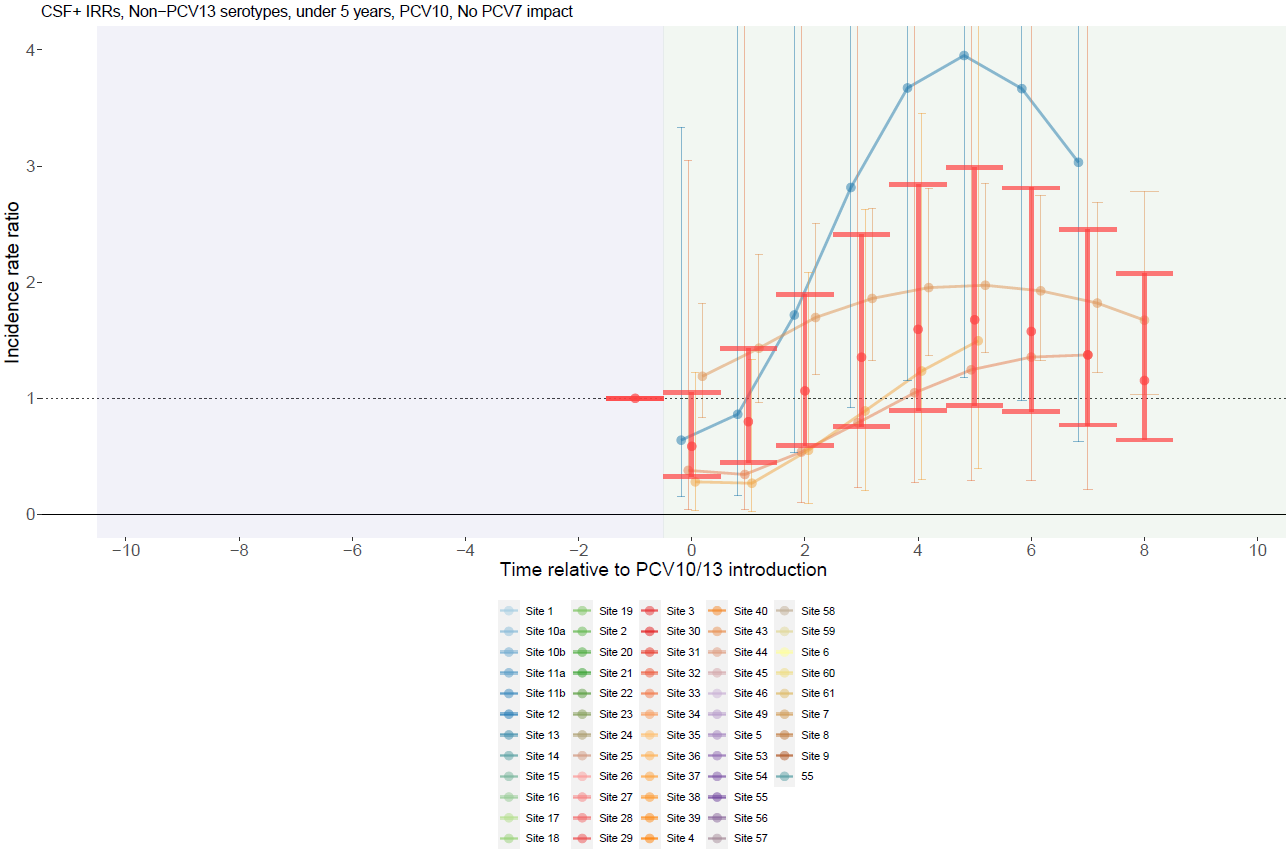 CSF+ IRRs, Non−PCV13 serotypes, under 5 years, PCV10, No PCV7 impact
4
3
2
1
0
Incidence rate ratio
−10 −8 −6 −4 −2 0 2 4 6 8 10
Time relative to PCV10/13 introduction
Site 1 Site 19 Site 3 Site 40 Site 58
Site 10a Site 2 Site 30 Site 43 Site 59
Site 10b Site 20 Site 31 Site 44 Site 6
Site 11a Site 21 Site 32 Site 45 Site 60
Site 11b Site 22 Site 33 Site 46 Site 61
Site 12 Site 23 Site 34 Site 49 Site 7
Site 13 Site 24 Site 35 Site 5 Site 8
Site 14 Site 25 Site 36 Site 53 Site 9
Site 15 Site 26 Site 37 Site 54 55
Site 16 Site 27 Site 38 Site 55
Site 17 Site 28 Site 39 Site 56
Site 18 Site 29 Site 4 Site 57